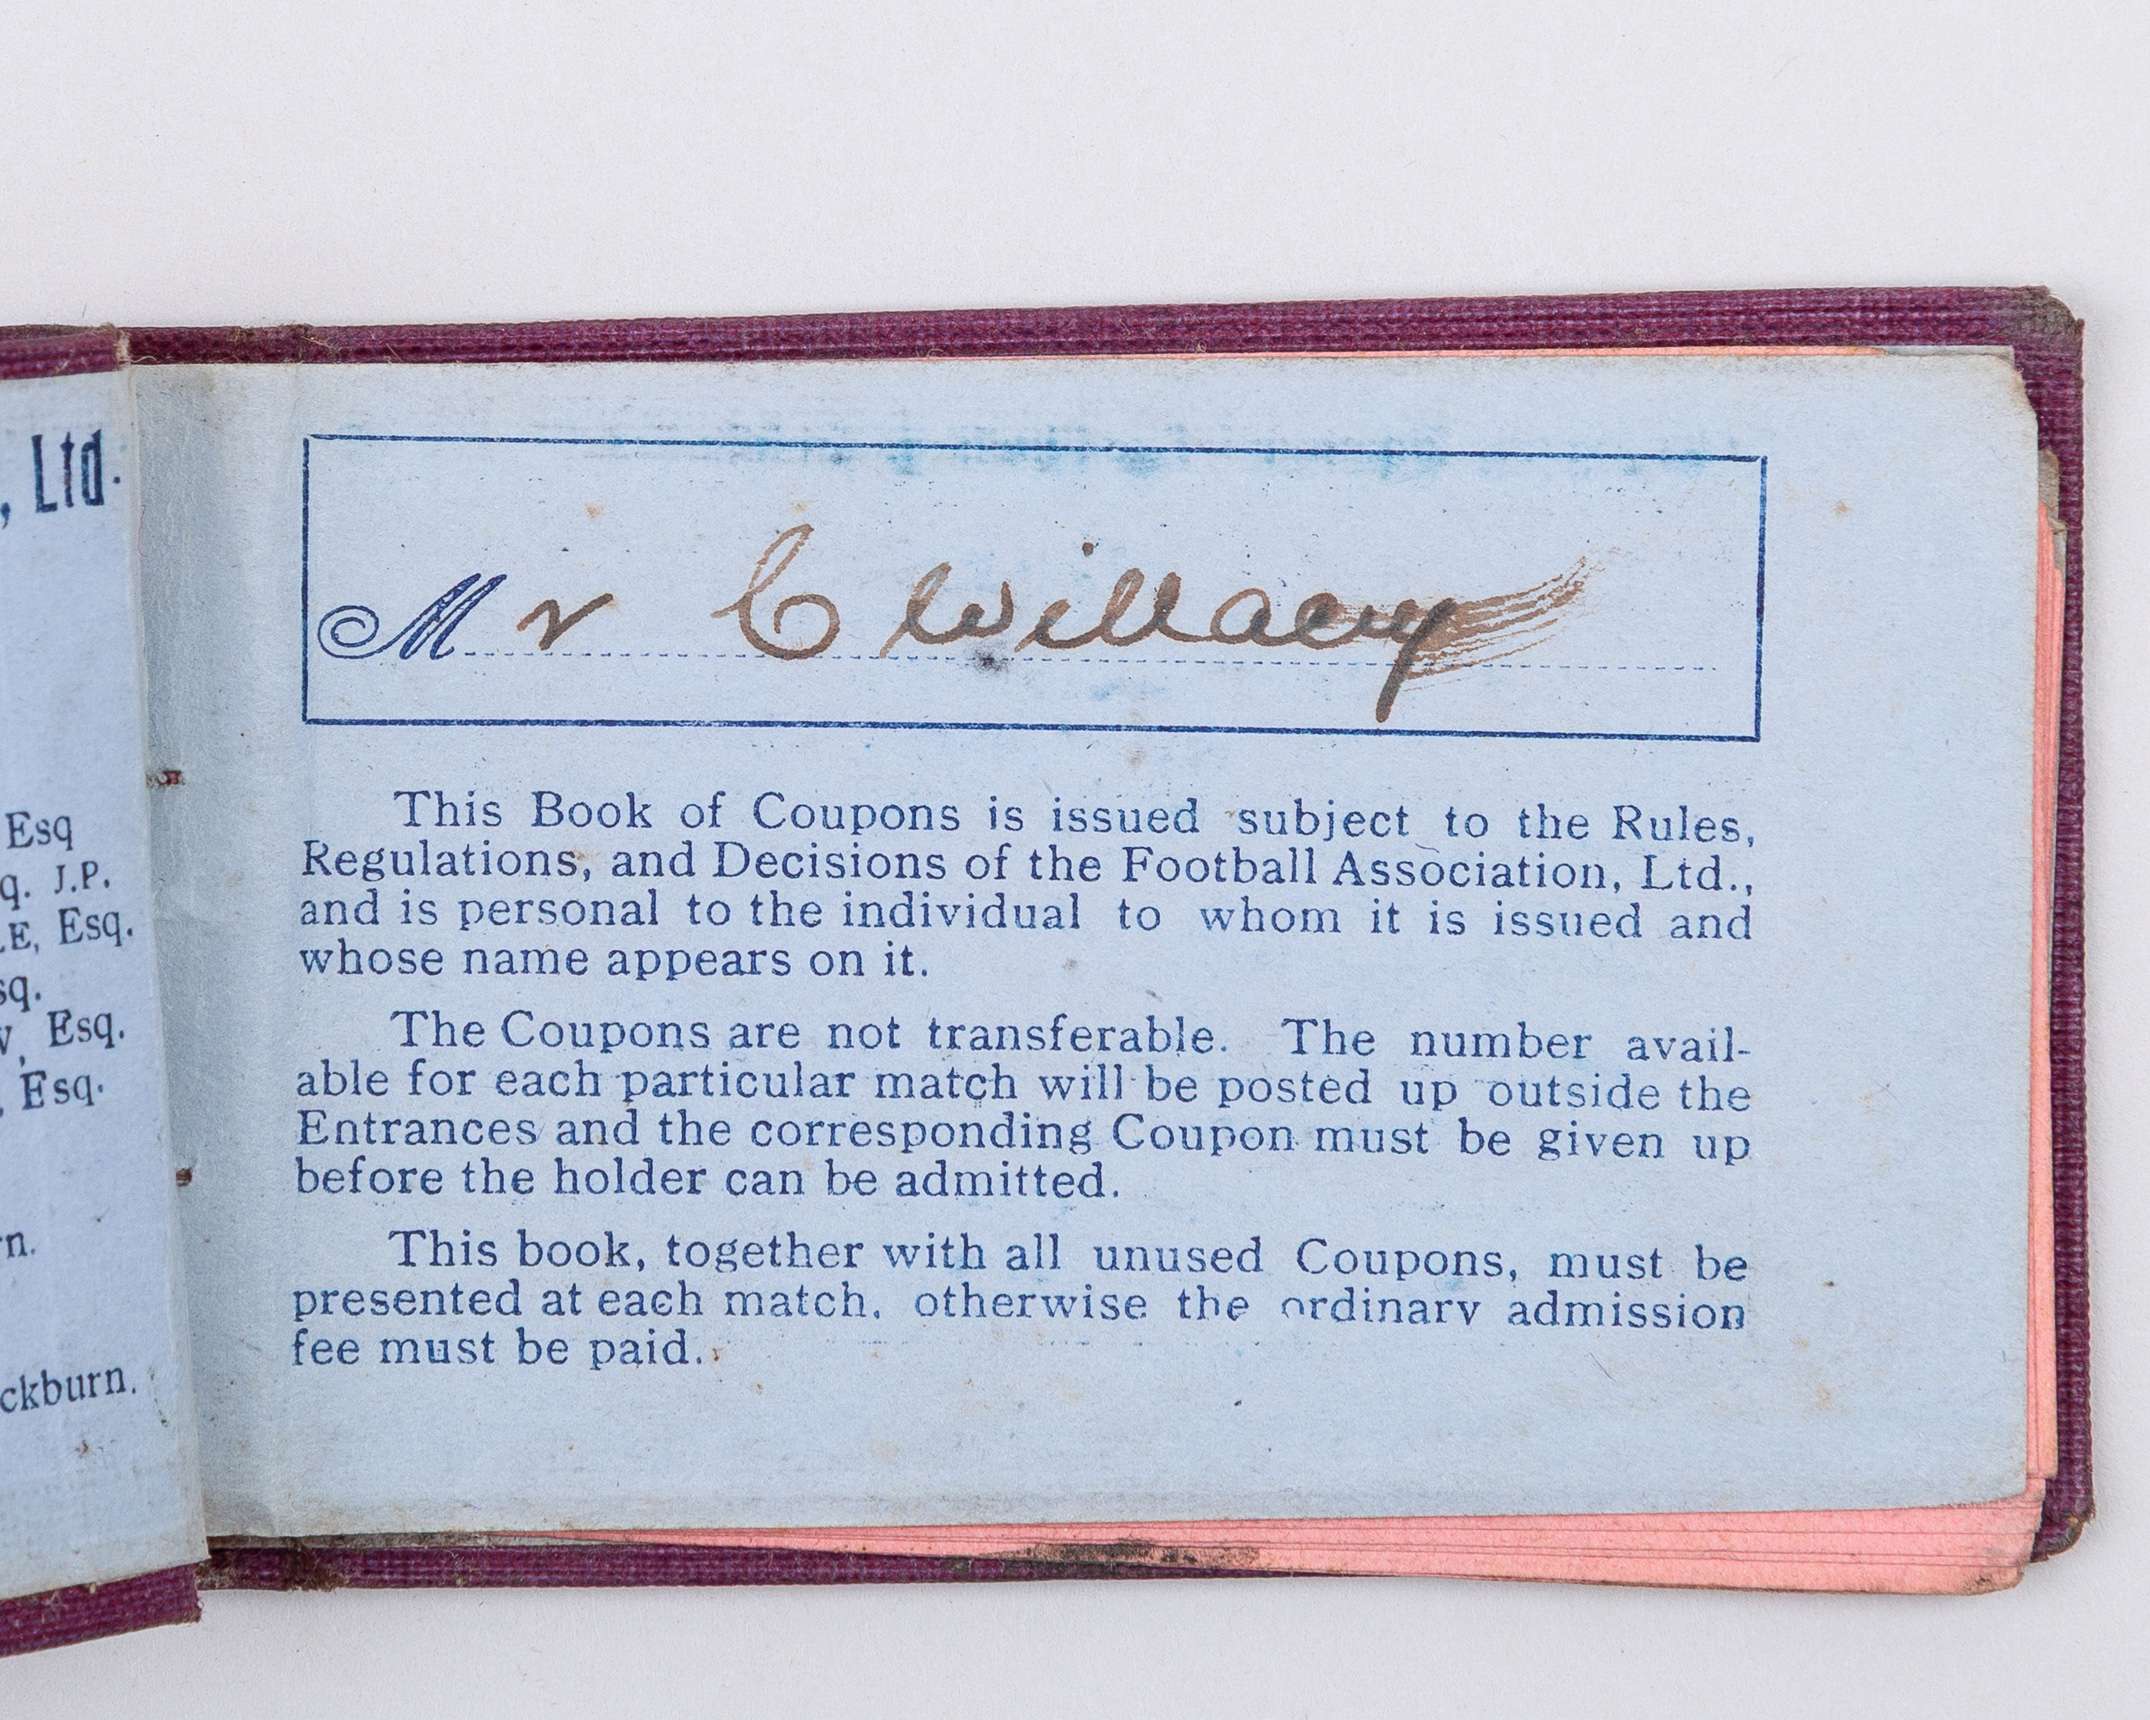 , Ltd.
Esq
q. J.P.
E, Esq.
sq.
, Esq.
, Esq.
n.
ckburn.
Mr C Willacy
This Book of Coupons is issued subject to the Rules,
Regulations, and Decisions of the Football Association, Ltd.,
and is personal to the individual to whom it is issued and
whose name appears on it.
The Coupons are not transferable. The number avail-
able for each particular match will be posted up outside the
Entrances and the corresponding Coupon must be given up
before the holder can be admitted.
This book, together with all unused Coupons, must be
presented at each match, otherwise the ordinary admission
fee must be paid.